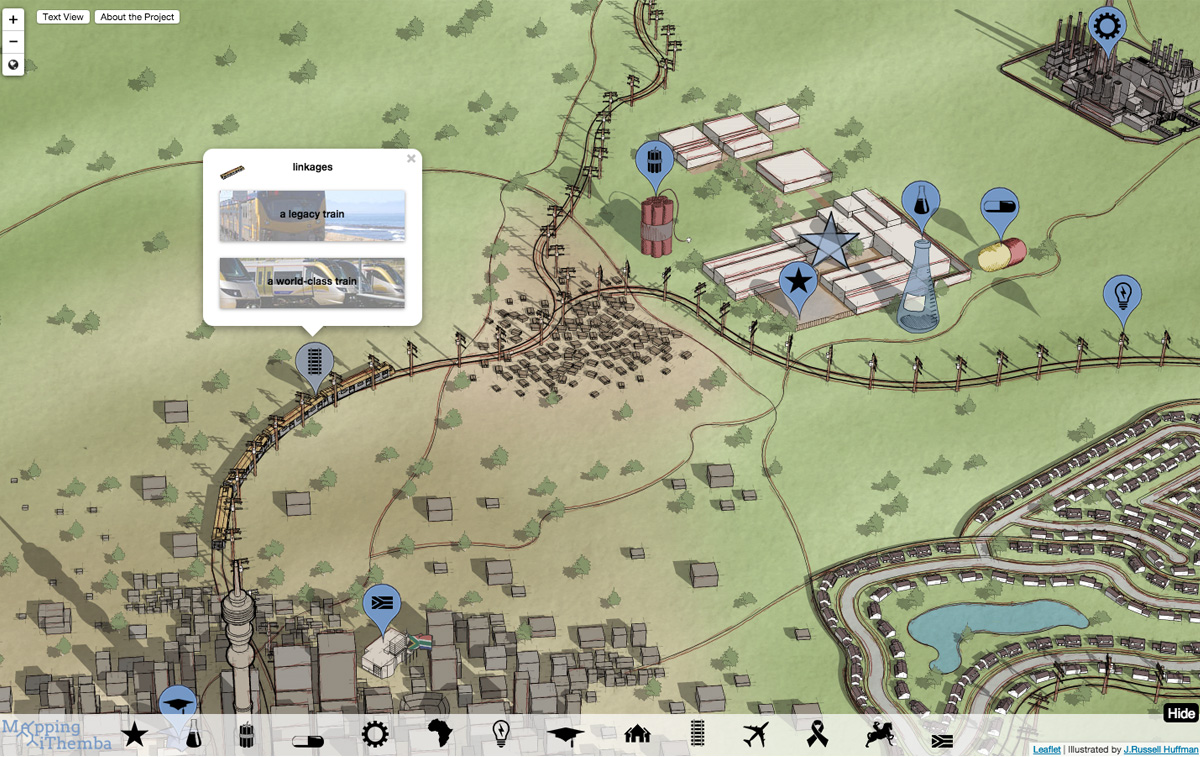 +
Text View
About the Project
−
linkages
a legacy train
a world-class train
Hide
Mapping
iThemba
Leaflet | Illustrated by J.Russell Huffman